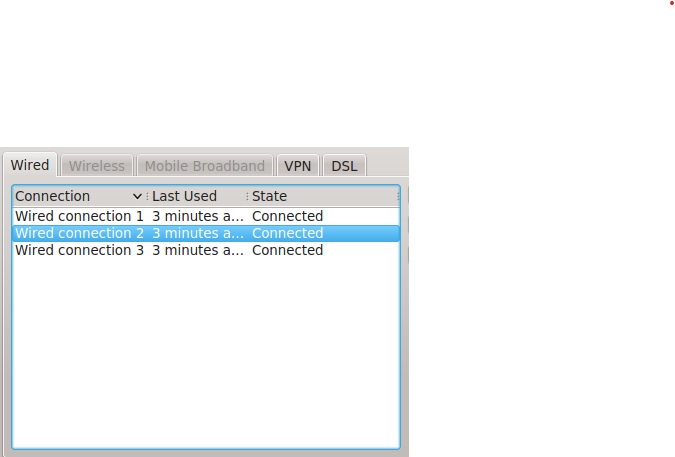 Wired Wireless Mobile Broadband VPN DSL
Connection Last Used State
Wired connection 1 3 minutes a... Connected
Wired connection 2 3 minutes a... Connected
Wired connection 3 3 minutes a... Connected